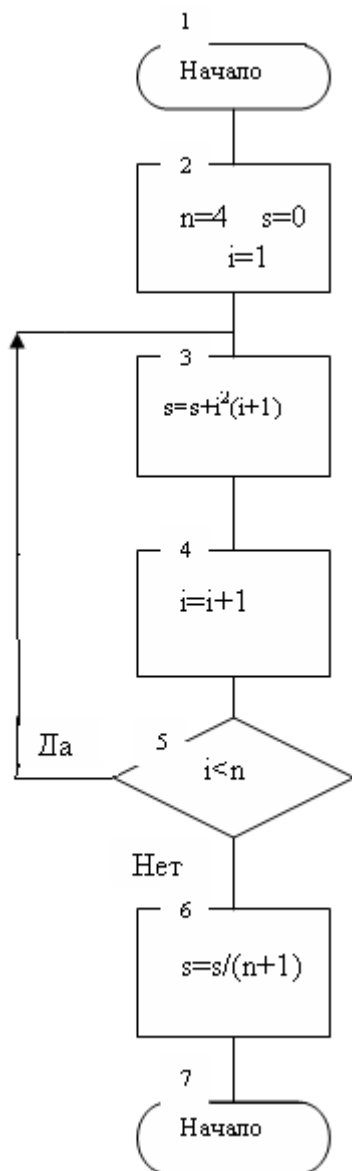 1
Начало
2
n=4 s=0
i=1
3
s=s+i²(i+1)
4
i=i+1
Да
5
i<n
Нет
6
s=s/(n+1)
7
Начало